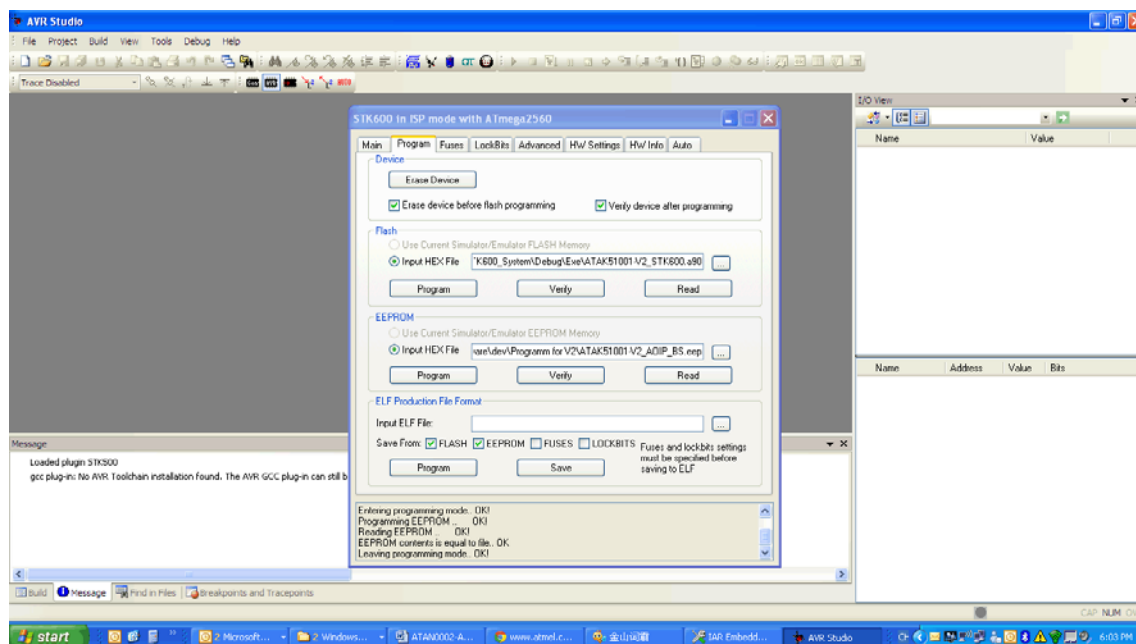 AVR Studio
File Project Build View Tools Debug Help
Trace Disabled
I/O View
Name Value
STK600 in ISP mode with ATmega2560
Main Program Fuses LockBits Advanced HW Settings HW Info Auto
Device
Erase Device
Erase device before flash programming Verify device after programming
Flash
Use Current Simulator/Emulator FLASH Memory
Input HEX File 'K600_System\Debug\Exe\ATAK51001-V2_STK600.a90 ...
Program Verify Read
EEPROM
Use Current Simulator/Emulator EEPROM Memory
Input HEX File vare\dev\Programm for V2\ATAK51001-V2_AOIP_BS.eep ...
Program Verify Read
Name Address Value Bits
ELF Production File Format
Input ELF File: ...
Save From: FLASH EEPROM FUSES LOCKBITS Fuses and lockbits settings
must be specified before
saving to ELF
Program Save
Message
Loaded plugin STK500
gcc plug-in: No AVR Toolchain installation found. The AVR GCC plug-in can still b
Entering programming mode.. OK!
Programming EEPROM .. OK!
Reading EEPROM .. OK!
EEPROM contents is equal to file.. OK
Leaving programming mode.. OK!
Build Message Find in Files Breakpoints and Tracepoints
CAP NUM OV
start 2 Microsoft... 2 Windows... ATAN0002-A... www.atmel.c... 金山词霸 IAR Embedd... AVR Studio CH 6:03 PM